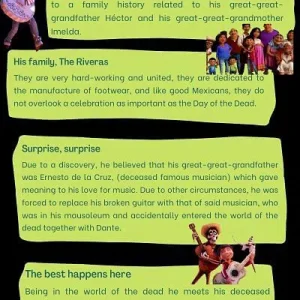 to a family history related to his great-great-
grandfather Héctor and his great-great-grandmother
Imelda.
His family, The Riveras
They are very hard-working and united, they are dedicated to
the manufacture of footwear, and like good Mexicans, they do
not overlook a celebration as important as the Day of the Dead.
Surprise, surprise
Due to a discovery, he believed that his great-great-grandfather
was Ernesto de la Cruz, (deceased famous musician) which gave
meaning to his love for music. Due to other circumstances, he was
forced to replace his broken guitar with that of said musician, who
was in his mausoleum and accidentally entered the world of the
dead together with Dante.
The best happens here
Being in the world of the dead he meets his deceased